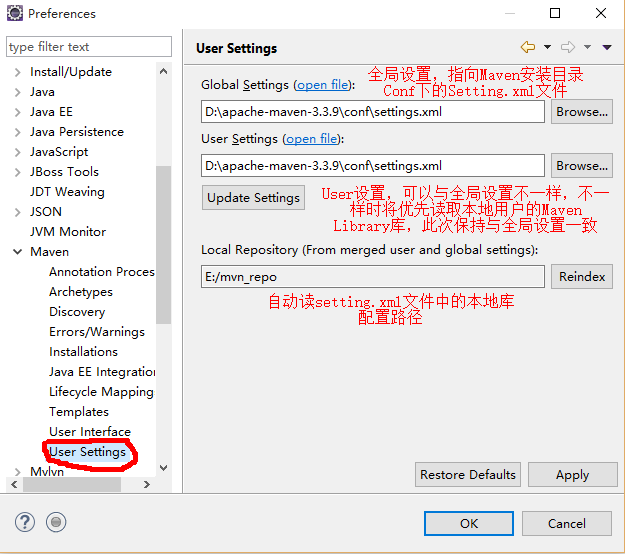 Preferences
type filter text
Install/Update
Java
Java EE
Java Persistence
JavaScript
JBoss Tools
JDT Weaving
JSON
JVM Monitor
Maven
Annotation Proces
Archetypes
Discovery
Errors/Warnings
Installations
Java EE Integration
Lifecycle Mapping
Templates
User Interface
User Settings
Mylyn
User Settings
Global Settings (open file):
全局设置，指向Maven安装目录
Conf下的Setting.xml文件
D:\apache-maven-3.3.9\conf\settings.xml
Browse...
User Settings (open file):
D:\apache-maven-3.3.9\conf\settings.xml
Browse...
Update Settings
User设置，可以与全局设置不一样，不一
样时将优先读取本地用户的Maven
Library库，此次保持与全局设置一致
Local Repository (From merged user and global settings):
E:/mvn_repo
Reindex
自动读setting.xml文件中的本地库
配置路径
Restore Defaults
Apply
?
OK
Cancel